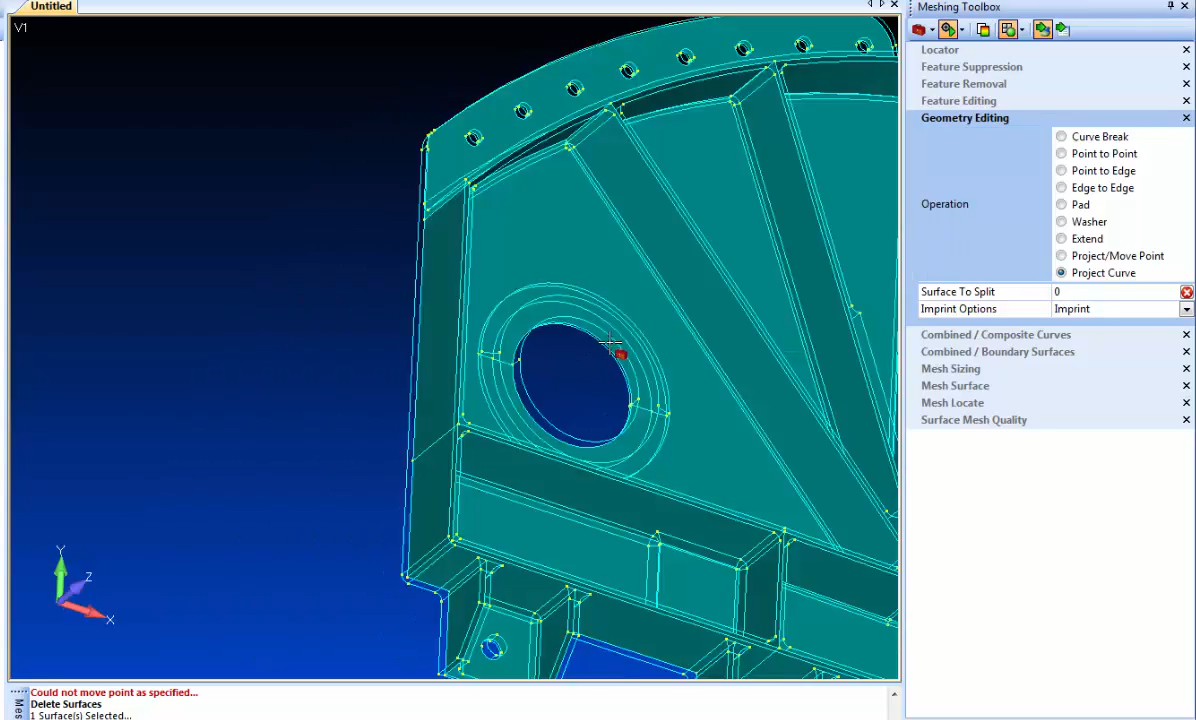 Untitled
V1
Y
Z
X
Could not move point as specified...
Delete Surfaces
1 Surface(s) Selected...
Mes
Meshing Toolbox
Locator
Feature Suppression
Feature Removal
Feature Editing
Geometry Editing
Operation
Curve Break
Point to Point
Point to Edge
Edge to Edge
Pad
Washer
Extend
Project/Move Point
Project Curve
Surface To Split 0
Imprint Options Imprint
Combined / Composite Curves
Combined / Boundary Surfaces
Mesh Sizing
Mesh Surface
Mesh Locate
Surface Mesh Quality